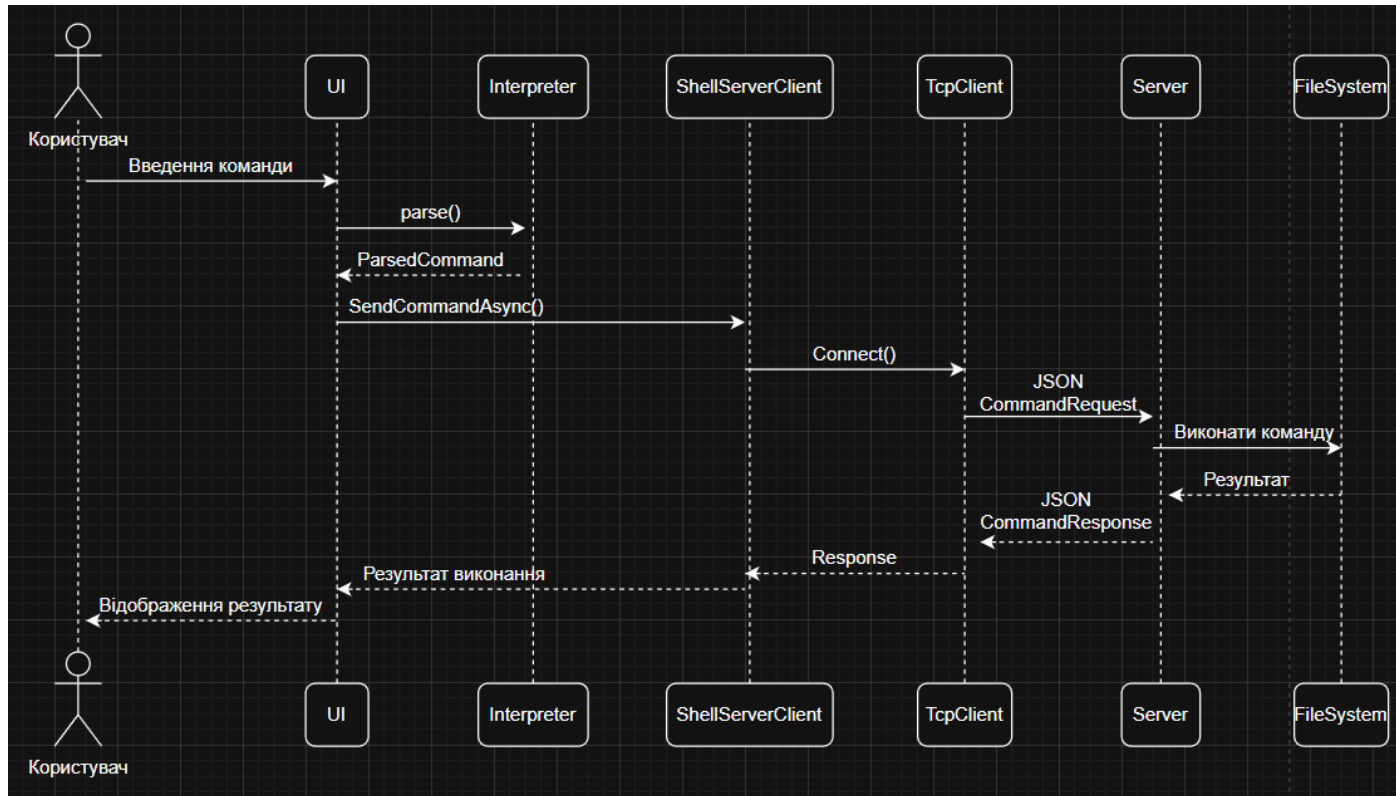 UI
Interpreter
ShellServerClient
TcpClient
Server
FileSystem
Користувач
Введення команди
parse()
ParsedCommand
SendCommandAsync()
Connect()
JSON
CommandRequest
Виконати команду
Результат
JSON
CommandResponse
Response
Результат виконання
Відображення результату
UI
Interpreter
ShellServerClient
TcpClient
Server
FileSystem
Користувач